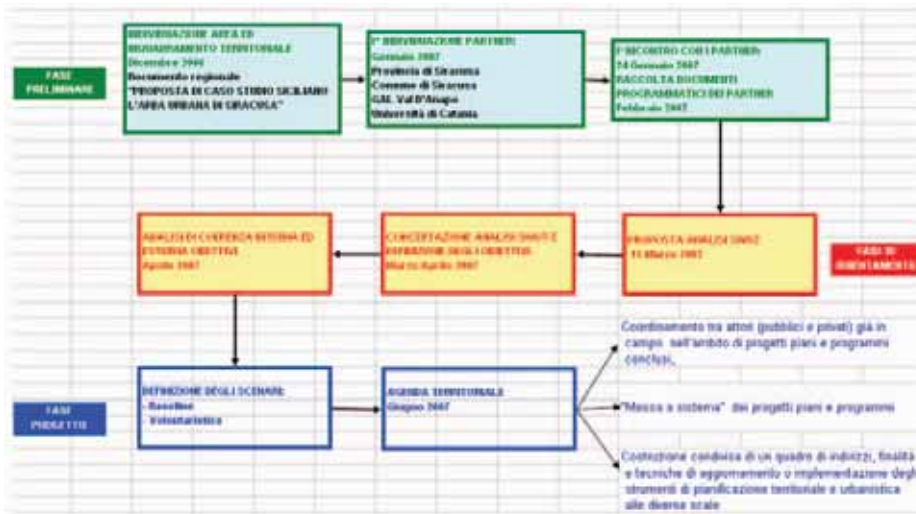 FASE
PRELIMINARE
INDIVIDUAZIONE AREA ED
INQUADRAMENTO TERRITORIALE
Dicembre 2006
Documento regionale
"PROPOSTA DI CASO STUDIO SICILIANO
L'AREA URBANA DI SIRACUSA"
I° INDIVIDUAZIONE PARTNER:
Gennaio 2007
Provincia di Siracusa
Comune di Siracusa
GAL Val D'Anapo
Università di Catania
I° INCONTRO CON I PARTNER:
24 Gennaio 2007
RACCOLTA DOCUMENTI
PROGRAMMATICI DEI PARTNER
Febbraio 2007
FASE DI
ORIENTAMENTO
PROPOSTA ANALISI SWOT
15 Marzo 2007
CONCERTAZIONE ANALISI SWOT E
DEFINIZIONE DEGLI OBIETTIVI:
Marzo Aprile 2007
ANALISI DI COERENZA INTERNA ED
ESTERNA OBIETTIVI:
Aprile 2007
FASE
PROGETTO
DEFINIZIONE DEGLI SCENARI:
- Baseline
- Volontaristico
AGENDA TERRITORIALE
Giugno 2007
Coordinamento tra attori (pubblici e privati) già in
campo nell'ambito di progetti piani e programmi
conclusi,
"Messa a sistema" dei progetti piani e programmi
Costruzione condivisa di un quadro di indirizzi, finalità
e tecniche di aggiornamento o implementazione degli
strumenti di pianificazione territoriale e urbanistica
alle diverse scale